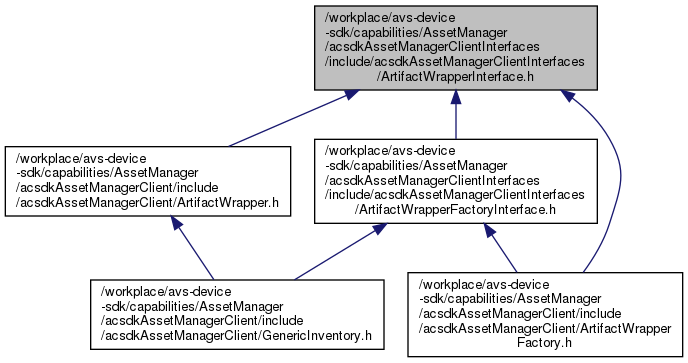 /workplace/avs-device
-sdk/capabilities/AssetManager
/acsdkAssetManagerClientInterfaces
/include/acsdkAssetManagerClientInterfaces
/ArtifactWrapperInterface.h
/workplace/avs-device
-sdk/capabilities/AssetManager
/acsdkAssetManagerClient/include
/acsdkAssetManagerClient/ArtifactWrapper.h
/workplace/avs-device
-sdk/capabilities/AssetManager
/acsdkAssetManagerClientInterfaces
/include/acsdkAssetManagerClientInterfaces
/ArtifactWrapperFactoryInterface.h
/workplace/avs-device
-sdk/capabilities/AssetManager
/acsdkAssetManagerClient/include
/acsdkAssetManagerClient/GenericInventory.h
/workplace/avs-device
-sdk/capabilities/AssetManager
/acsdkAssetManagerClient/include
/acsdkAssetManagerClient/ArtifactWrapper
Factory.h